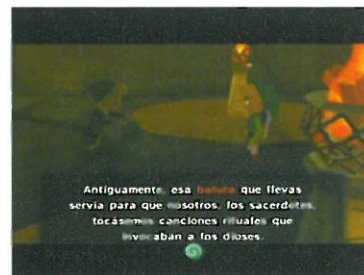 Antiguamente, esa batuta que llevas
servía para que nosotros, los sacerdotes,
tocásemos canciones rituales que
invocaban a los dioses.